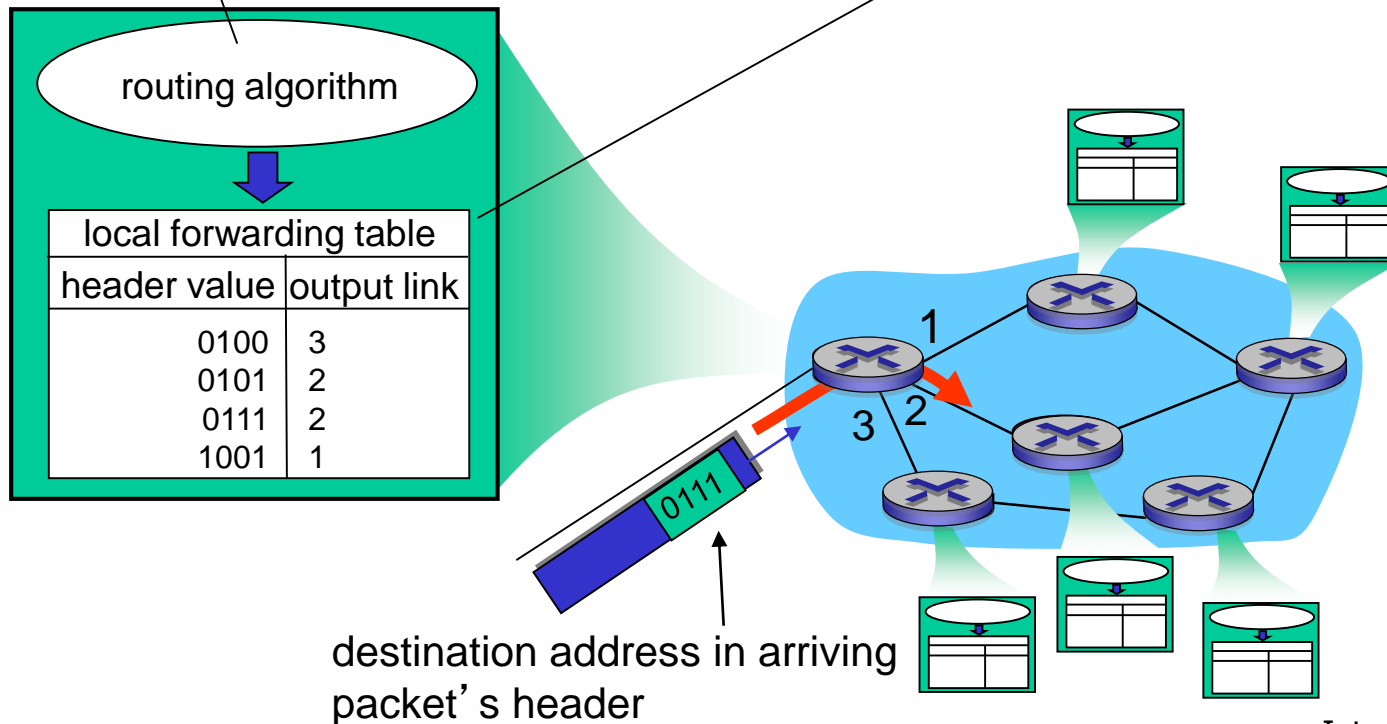 routing algorithm
local forwarding table
header value output link
0100 3
0101 2
0111 2
1001 1
1
2
3
0111
destination address in arriving
packet’s header